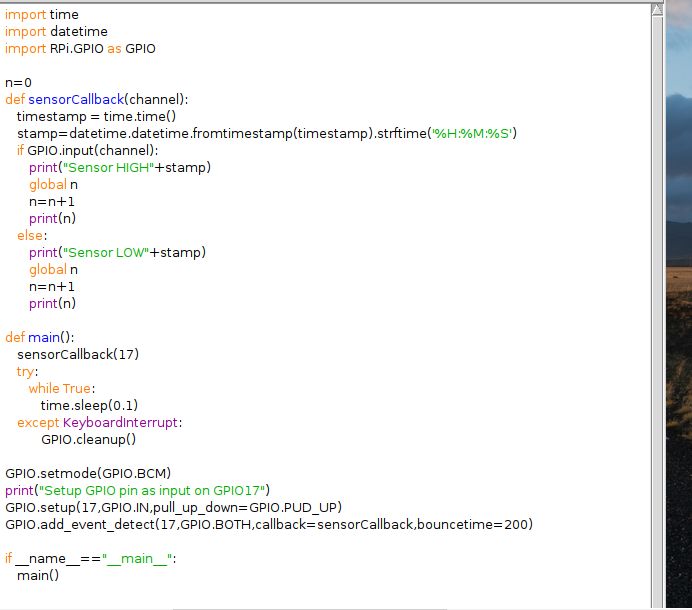 import time
import datetime
import RPi.GPIO as GPIO

n=0
def sensorCallback(channel):
   timestamp = time.time()
   stamp=datetime.datetime.fromtimestamp(timestamp).strftime('%H:%M:%S')
   if GPIO.input(channel):
      print("Sensor HIGH"+stamp)
      global n
      n=n+1
      print(n)
   else:
      print("Sensor LOW"+stamp)
      global n
      n=n+1
      print(n)

def main():
   sensorCallback(17)
   try:
      while True:
         time.sleep(0.1)
   except KeyboardInterrupt:
         GPIO.cleanup()

GPIO.setmode(GPIO.BCM)
print("Setup GPIO pin as input on GPIO17")
GPIO.setup(17,GPIO.IN,pull_up_down=GPIO.PUD_UP)
GPIO.add_event_detect(17,GPIO.BOTH,callback=sensorCallback,bouncetime=200)

if __name__=="__main__":
   main()